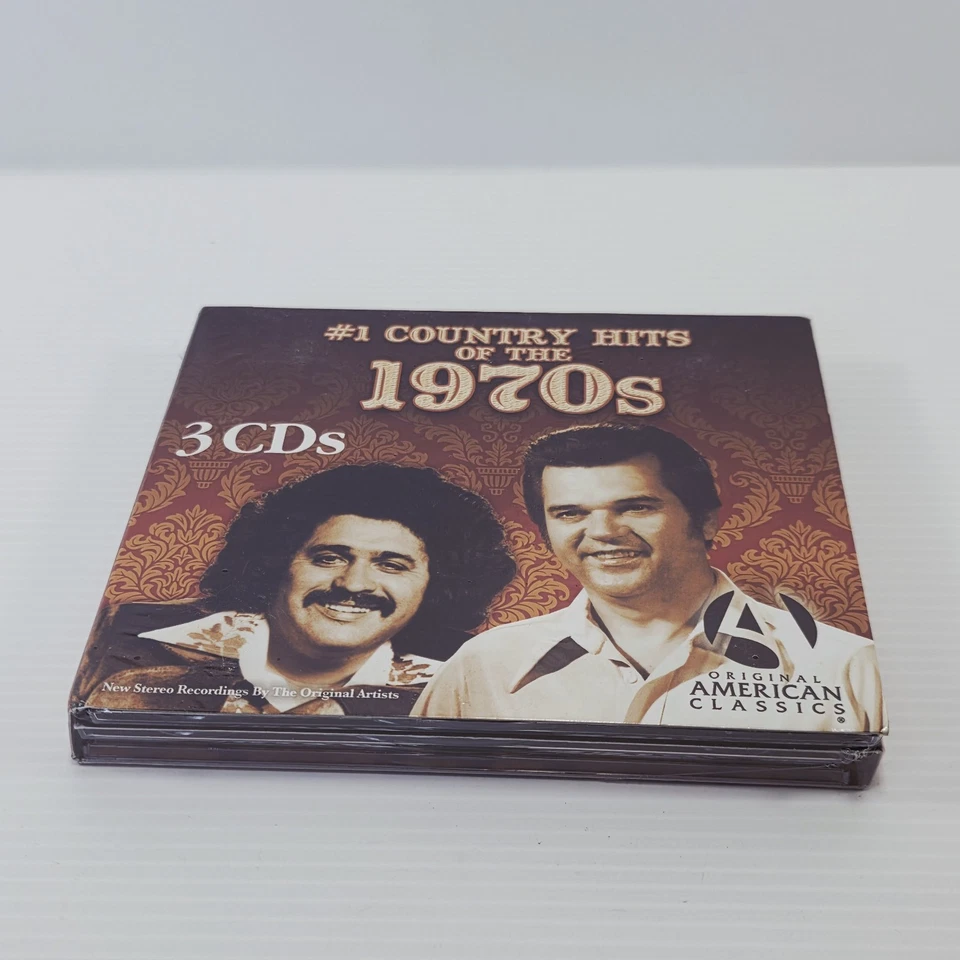 #1 COUNTRY HITS
OF THE
1970s
3 CDs
New Stereo Recordings By The Original Artists
ORIGINAL
AMERICAN
CLASSICS®